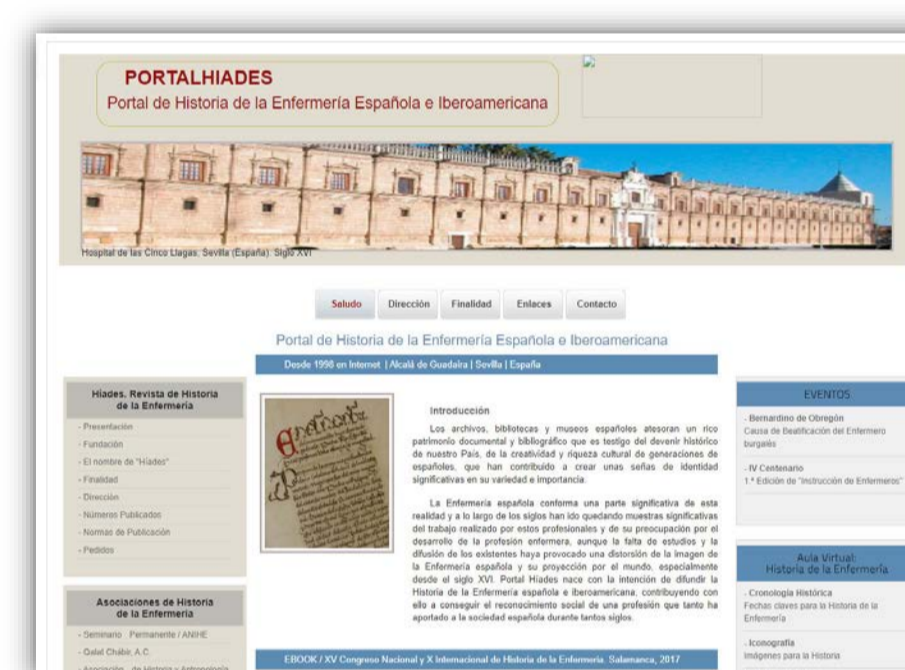 PORTALHIADES
Portal de Historia de la Enfermería Española e Iberoamericana
Hospital de las Cinco Llagas. Sevilla (España). Siglo XVI
Saludo
Dirección
Finalidad
Enlaces
Contacto
Portal de Historia de la Enfermería Española e Iberoamericana
Desde 1998 en Internet | Alcalá de Guadaira | Sevilla | España
Híades. Revista de Historia
de la Enfermería
- Presentación
- Fundación
- El nombre de "Híades"
- Finalidad
- Dirección
- Números Publicados
- Normas de Publicación
- Pedidos
Asociaciones de Historia
de la Enfermería
- Seminario Permanente / ANIHE
- Qalat Chábir, A.C.
- Asociación de Historia y Antropología
Introducción
Los archivos, bibliotecas y museos españoles atesoran un rico
patrimonio documental y bibliográfico que es testigo del devenir histórico
de nuestro País, de la creatividad y riqueza cultural de generaciones de
españoles, que han contribuido a crear unas señas de identidad
significativas en su variedad e importancia.
La Enfermería española conforma una parte significativa de esta
realidad y a lo largo de los siglos han ido quedando muestras significativas
del trabajo realizado por estos profesionales y de su preocupación por el
desarrollo de la profesión enfermera, aunque la falta de estudios y la
difusión de los existentes haya provocado una distorsión de la imagen de
la Enfermería española y su proyección por el mundo, especialmente
desde el siglo XVI. Portal Híades nace con la intención de difundir la
Historia de la Enfermería española e iberoamericana, contribuyendo con
ello a conseguir el reconocimiento social de una profesión que tanto ha
aportado a la sociedad española durante tantos siglos.
EBOOK / XV Congreso Nacional y X Internacional de Historia de la Enfermería. Salamanca, 2017
EVENTOS
- Bernardino de Obregón
Causa de Beatificación del Enfermero
burgalés
- IV Centenario
1.ª Edición de "Instrucción de Enfermeros"
Aula Virtual:
Historia de la Enfermería
- Cronología Histórica
Fechas claves para la Historia de la
Enfermería
- Iconografía
Imágenes para la Historia